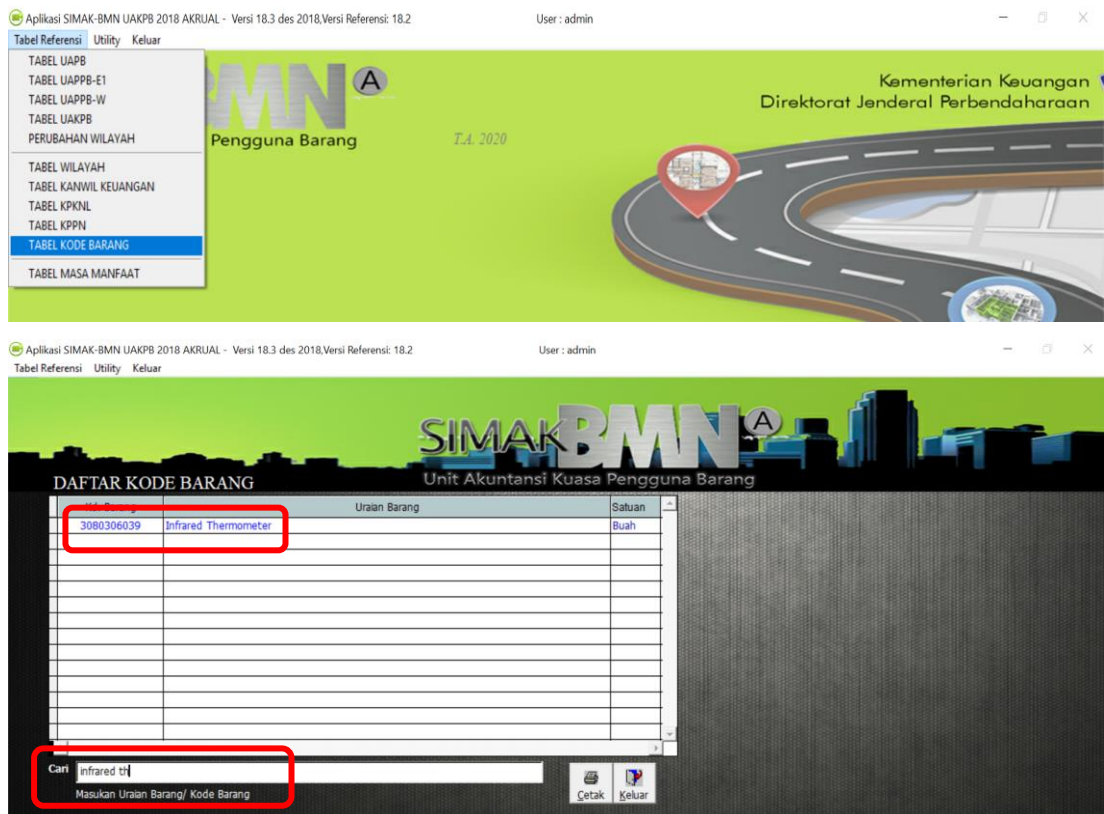 Aplikasi SIMAK-BMN UAKPB 2018 AKRUAL - Versi 18.3 des 2018,Versi Referensi: 18.2 User : admin
Tabel Referensi Utility Keluar
TABEL UAPB
TABEL UAPPB-E1
TABEL UAPPB-W
TABEL UAKPB
PERUBAHAN WILAYAH
TABEL WILAYAH
TABEL KANWIL KEUANGAN
TABEL KPKNL
TABEL KPPN
TABEL KODE BARANG
TABEL MASA MANFAAT
BMN A
Pengguna Barang
T.A. 2020
Kementerian Keuangan
Direktorat Jenderal Perbendaharaan
Aplikasi SIMAK-BMN UAKPB 2018 AKRUAL - Versi 18.3 des 2018,Versi Referensi: 18.2 User : admin
Tabel Referensi Utility Keluar
SIMAK BMN A
Unit Akuntansi Kuasa Pengguna Barang
DAFTAR KODE BARANG
Kd. Barang Uraian Barang Satuan
3080306039 Infrared Thermometer Buah
Cari infrared th
Masukan Uraian Barang/ Kode Barang
Cetak Keluar